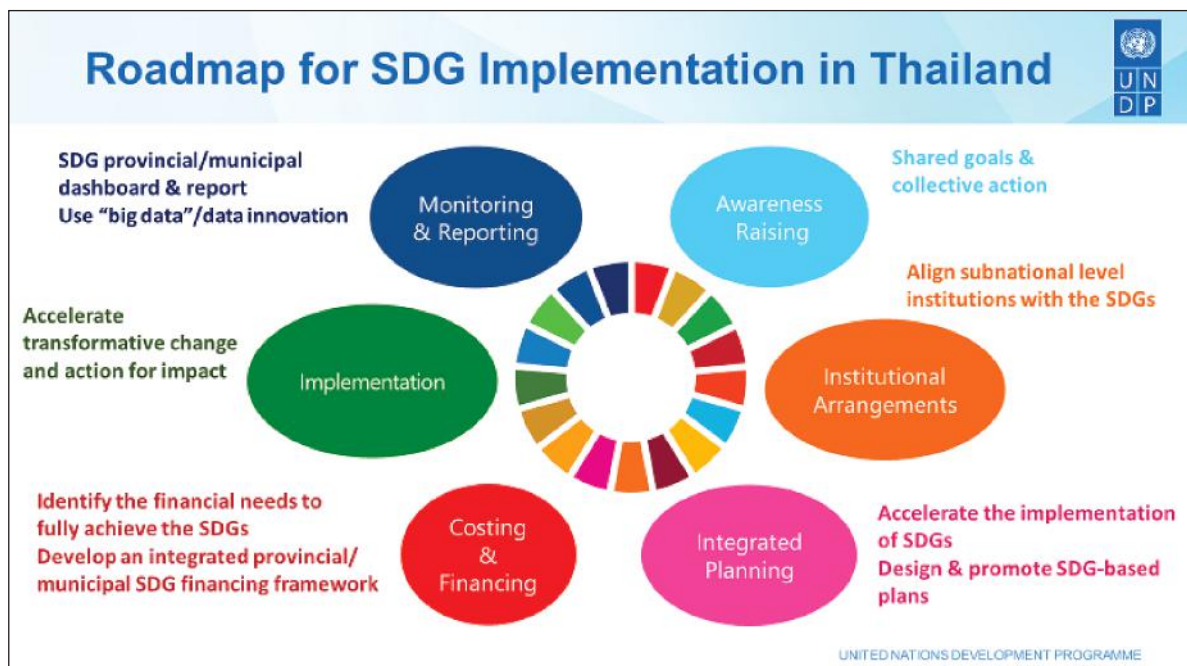 Roadmap for SDG Implementation in Thailand
U N
D P
SDG provincial/municipal
dashboard & report
Use “big data”/data innovation
Monitoring
& Reporting
Awareness
Raising
Shared goals &
collective action
Align subnational level
institutions with the SDGs
Accelerate
transformative change
and action for impact
Implementation
Institutional
Arrangements
Identify the financial needs to
fully achieve the SDGs
Develop an integrated provincial/
municipal SDG financing framework
Costing
&
Financing
Integrated
Planning
Accelerate the implementation
of SDGs
Design & promote SDG-based
plans
UNITED NATIONS DEVELOPMENT PROGRAMME